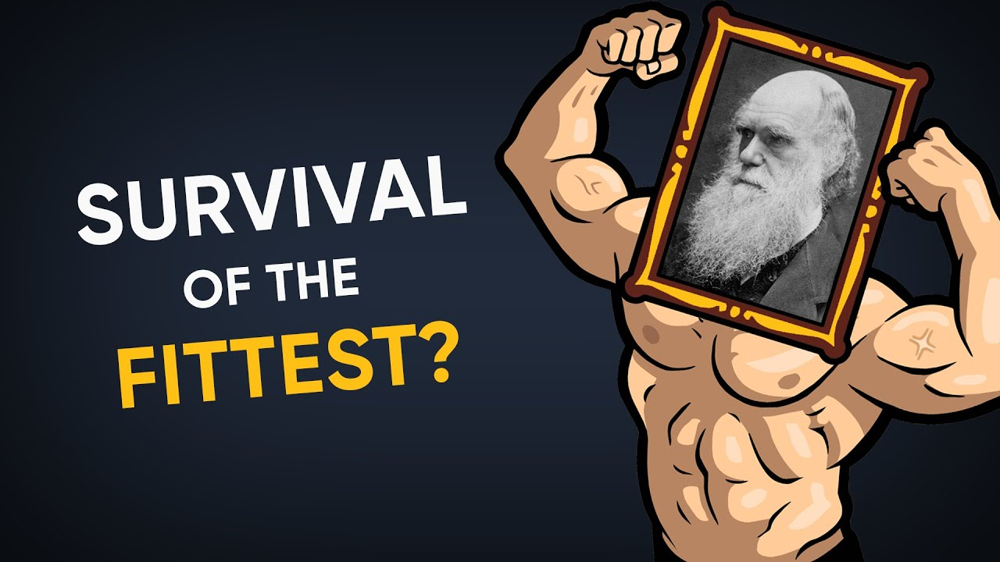 SURVIVAL
OF THE
FITTEST?